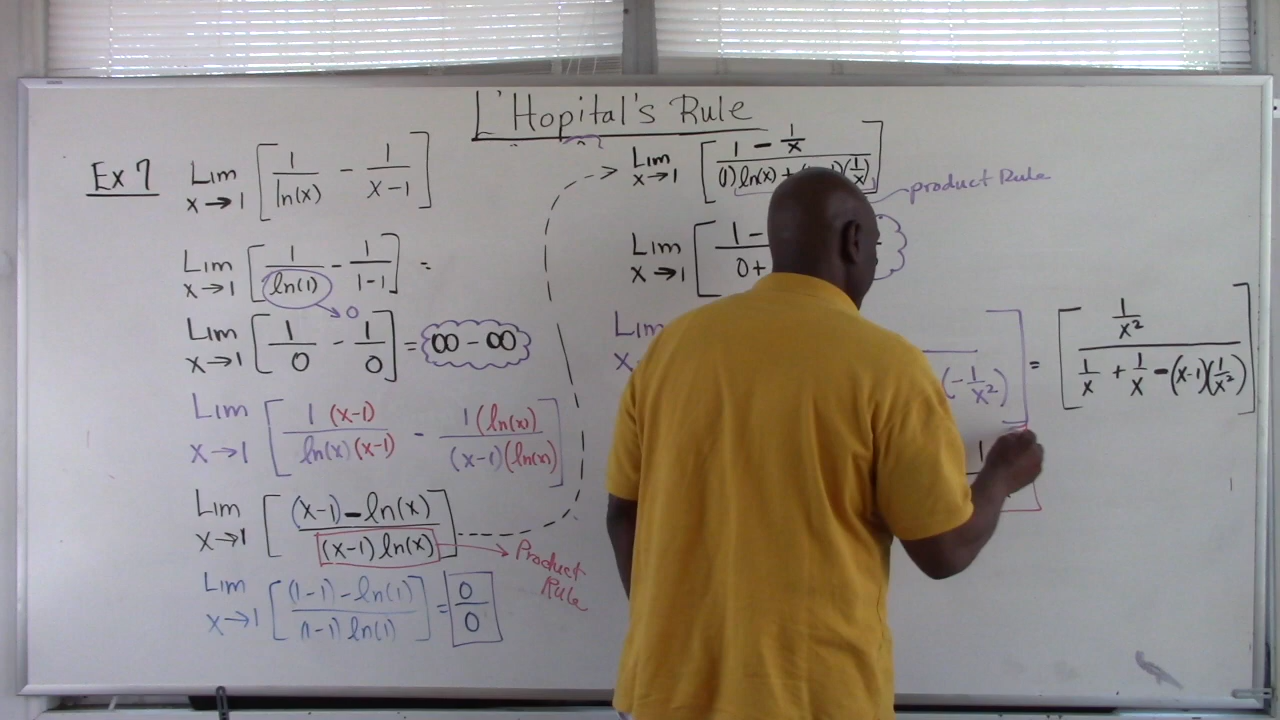 L'Hopital's Rule
Ex 7 Lim x→1 [ 1/ln(x) - 1/(x-1) ]
Lim x→1 [ 1/ln(1) - 1/(1-1) ] =
0
Lim x→1 [ 1/0 - 1/0 ] = ∞ - ∞
Lim x→1 [ 1(x-1)/ln(x)(x-1) - 1(ln(x))/(x-1)(ln(x)) ]
Lim x→1 [ (x-1)-ln(x)/(x-1)ln(x) ]
Product
Rule
Lim x→1 [ (1-1)-ln(1)/(1-1)ln(1) ] = 0/0
Lim x→1 [ 1 - 1/x / (1)ln(x) + (1/x) ]
product Rule
Lim x→1 [ 1- / 0+
Lim
(-1/x²) ] = [ 1/x² / 1/x + 1/x - (x-1)(1/x²) ]
1